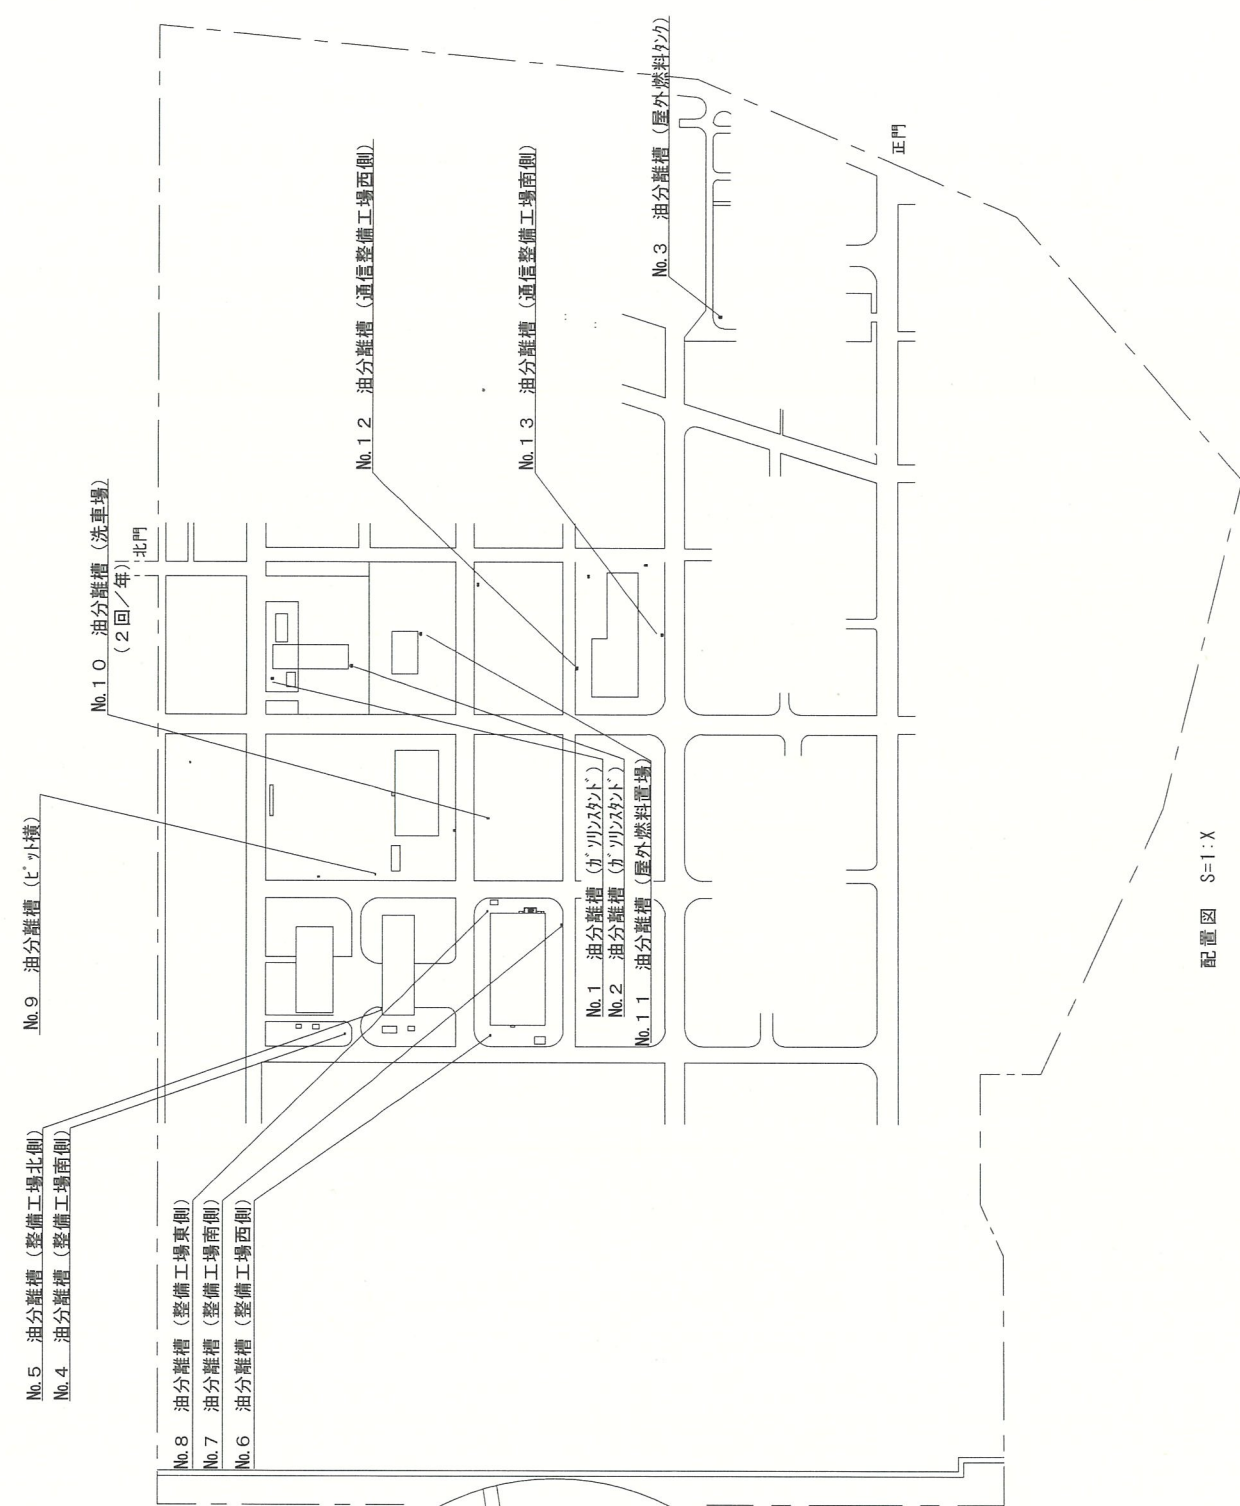 No.5 油分離槽（整備工場北側）
No.4 油分離槽（整備工場南側）
No.9 油分離槽（ﾋﾟｯﾄ横）
No.10 油分離槽（洗車場）
（2回／年）
北門
No.8 油分離槽（整備工場東側）
No.7 油分離槽（整備工場南側）
No.6 油分離槽（整備工場西側）
No.12 油分離槽（通信整備工場西側）
No.13 油分離槽（通信整備工場南側）
No.1 油分離槽（ｶﾞｿﾘﾝｽﾀﾝﾄﾞ）
No.2 油分離槽（ｶﾞｿﾘﾝｽﾀﾝﾄﾞ）
No.11 油分離槽（屋外燃料置場）
No.3 油分離槽（屋外燃料ﾀﾝｸ）
正門
配置図 S=1:X